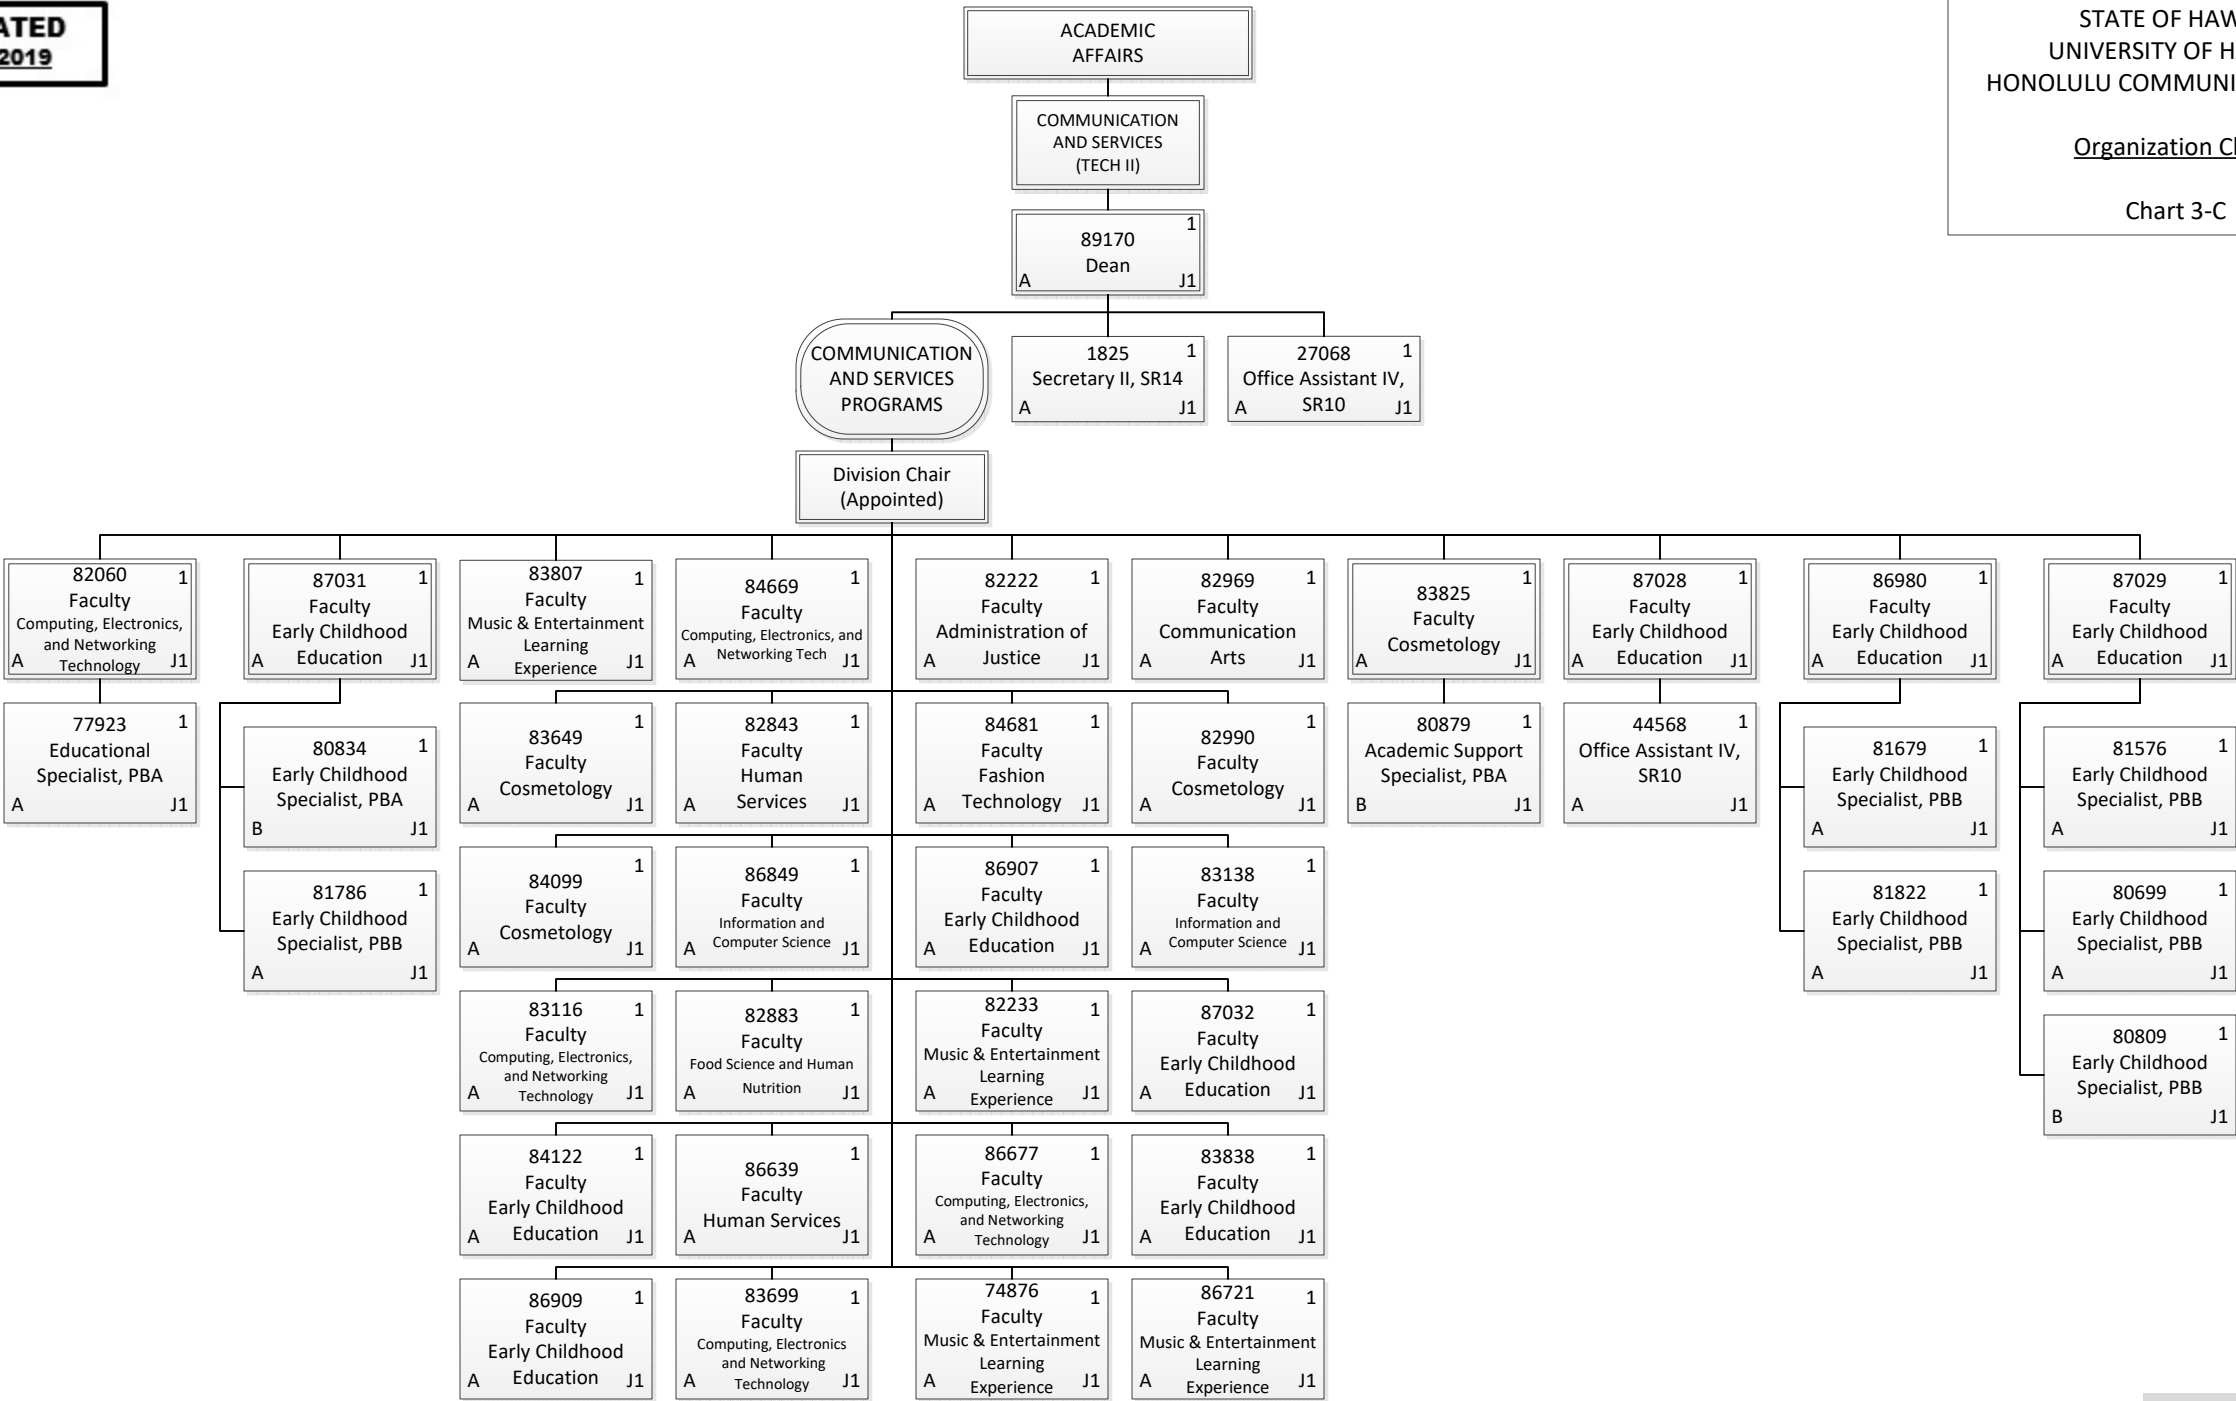 2019
ACADEMIC
AFFAIRS
STATE OF
UNIVERSITY OF
HONOLULU
Organization
Chart 3-C
COMMUNICATION
AND SERVICES
(TECH II)
1
89170
Dean
A J1
COMMUNICATION
AND SERVICES
PROGRAMS
1825 1
Secretary II, SR14
A J1
27068 1
Office Assistant IV,
A SR10 J1
Division Chair
(Appointed)
82060 1
Faculty
Computing, Electronics,
and Networking
A Technology J1
87031 1
Faculty
Early Childhood
A Education J1
83807 1
Faculty
Music & Entertainment
Learning
A Experience J1
84669 1
Faculty
Computing, Electronics, and
A Networking Tech J1
82222 1
Faculty
Administration of
A Justice J1
82969 1
Faculty
Communication
A Arts J1
83825 1
Faculty
Cosmetology
A J1
87028 1
Faculty
Early Childhood
A Education J1
86980 1
Faculty
Early Childhood
A Education J1
87029 1
Faculty
Early Childhood
A Education J1
77923 1
Educational
Specialist, PBA
A J1
80834 1
Early Childhood
Specialist, PBA
B J1
81786 1
Early Childhood
Specialist, PBB
A J1
83649 1
Faculty
Cosmetology
A J1
82843 1
Faculty
Human
A Services J1
84681 1
Faculty
Fashion
A Technology J1
82990 1
Faculty
Cosmetology
A J1
80879 1
Academic Support
Specialist, PBA
B J1
44568 1
Office Assistant IV,
SR10
A J1
81679 1
Early Childhood
Specialist, PBB
A J1
81576 1
Early Childhood
Specialist, PBB
A J1
84099 1
Faculty
Cosmetology
A J1
86849 1
Faculty
Information and
A Computer Science J1
86907 1
Faculty
Early Childhood
A Education J1
83138 1
Faculty
Information and
A Computer Science J1
81822 1
Early Childhood
Specialist, PBB
A J1
80699 1
Early Childhood
Specialist, PBB
A J1
83116 1
Faculty
Computing, Electronics,
and Networking
A Technology J1
82883 1
Faculty
Food Science and Human
A Nutrition J1
82233 1
Faculty
Music & Entertainment
Learning
A Experience J1
87032 1
Faculty
Early Childhood
A Education J1
80809 1
Early Childhood
Specialist, PBB
B J1
84122 1
Faculty
Early Childhood
A Education J1
86639 1
Faculty
Human Services
A J1
86677 1
Faculty
Computing, Electronics,
and Networking
A Technology J1
83838 1
Faculty
Early Childhood
A Education J1
86909 1
Faculty
Early Childhood
A Education J1
83699 1
Faculty
Computing, Electronics
and Networking
A Technology J1
74876 1
Faculty
Music & Entertainment
Learning
A Experience J1
86721 1
Faculty
Music & Entertainment
Learning
A Experience J1